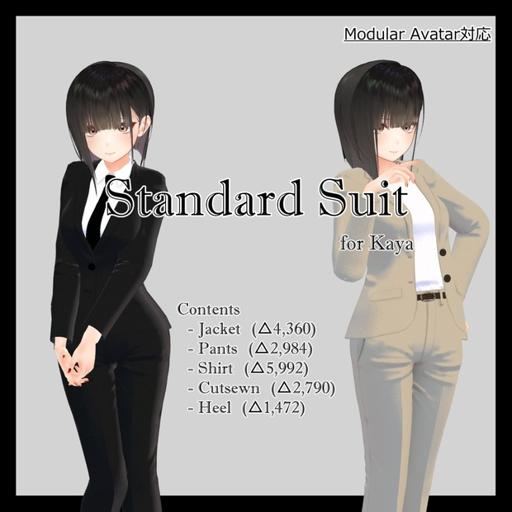 Modular Avatar対応
Standard Suit
for Kaya
Contents
- Jacket (△4,360)
- Pants (△2,984)
- Shirt (△5,992)
- Cutsewn (△2,790)
- Heel (△1,472)